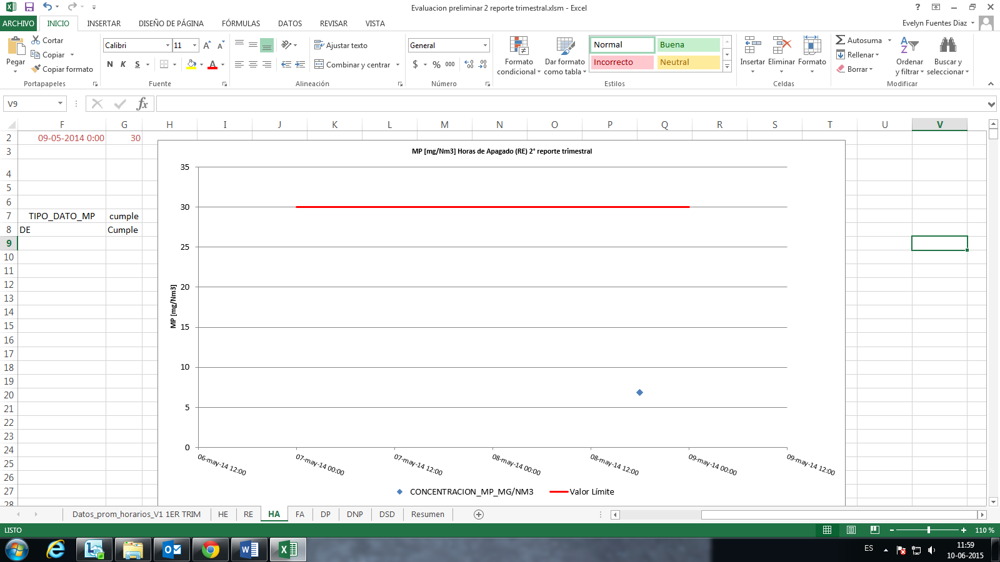 Evaluacion preliminar 2 reporte trimestral.xlsm - Excel
ARCHIVO INICIO INSERTAR DISEÑO DE PÁGINA FÓRMULAS DATOS REVISAR VISTA Evelyn Fuentes Diaz
Pegar
Cortar
Copiar
Copiar formato
Portapapeles
Calibri 11
N K S
Fuente
Ajustar texto
Combinar y centrar
Alineación
General
$ % 000
Número
Formato condicional
Dar formato como tabla
Normal Buena
Incorrecto Neutral
Estilos
Insertar Eliminar Formato
Celdas
Autosuma
Rellenar
Borrar
Ordenar y filtrar
Buscar y seleccionar
Modificar
V9 fx
F G H I J K L M N O P Q R S T U V
2 09-05-2014 0:00 30
3
4
5
6
7 TIPO_DATO_MP cumple
8 DE Cumple
9
10
11
12
13
14
15
16
17
18
19
20
21
22
23
24
25
26
27
28
MP [mg/Nm3] Horas de Apagado (RE) 2° reporte trimestral
MP [mg/Nm3]
35
30
25
20
15
10
5
0
06-may-14 12:00 07-may-14 00:00 07-may-14 12:00 08-may-14 00:00 08-may-14 12:00 09-may-14 00:00 09-may-14 12:00
CONCENTRACION_MP_MG/NM3 Valor Límite
Datos_prom_horarios_V1 1ER TRIM HE RE HA FA DP DNP DSD Resumen
LISTO 110 %
ES 11:59
10-06-2015